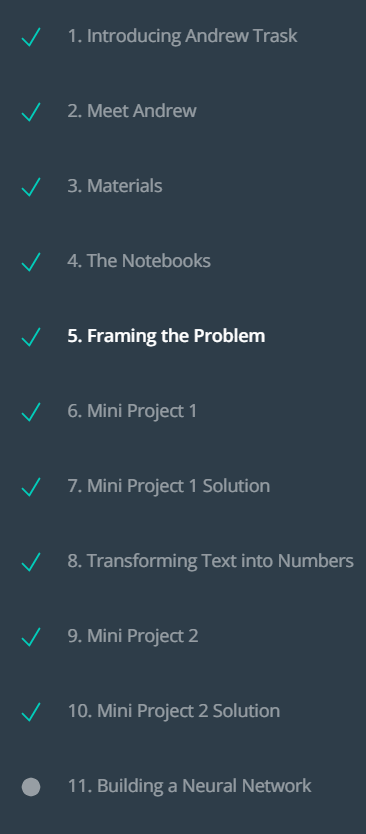 1. Introducing Andrew Trask
2. Meet Andrew
3. Materials
4. The Notebooks
5. Framing the Problem
6. Mini Project 1
7. Mini Project 1 Solution
8. Transforming Text into Numbers
9. Mini Project 2
10. Mini Project 2 Solution
11. Building a Neural Network